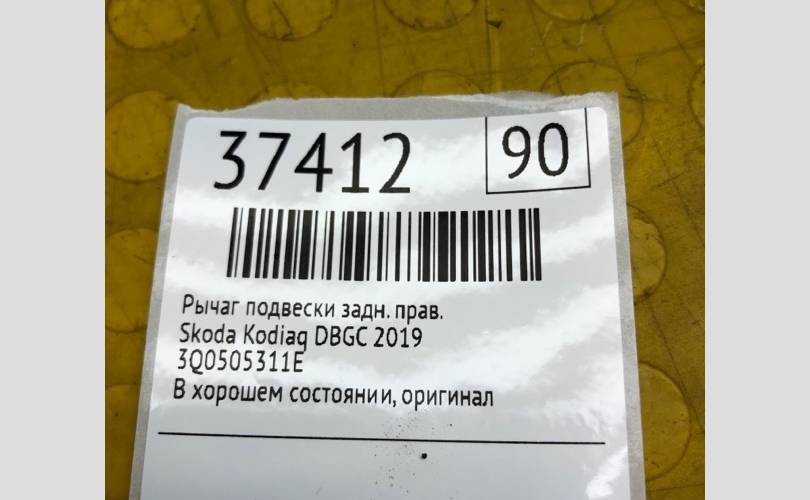 37412
90
Рычаг подвески задн. прав.
Skoda Kodiaq DBGC 2019
3Q0505311E
В хорошем состоянии, оригинал